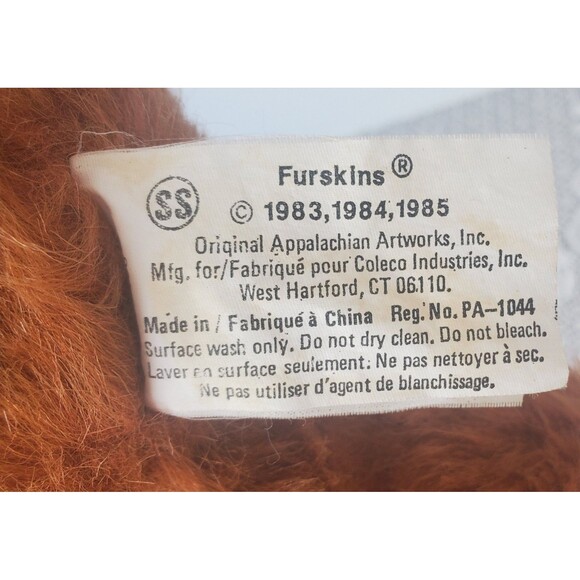 SS
Furskins ®
© 1983,1984,1985
Original Appalachian Artworks, Inc.
Mfg. for/Fabriqué pour Coleco Industries, Inc.
West Hartford, CT 06110.
Made in / Fabriqué à China Reg. No. PA-1044
Surface wash only. Do not dry clean. Do not bleach.
Laver en surface seulement: Ne pas nettoyer à sec.
Ne pas utiliser d'agent de blanchissage.